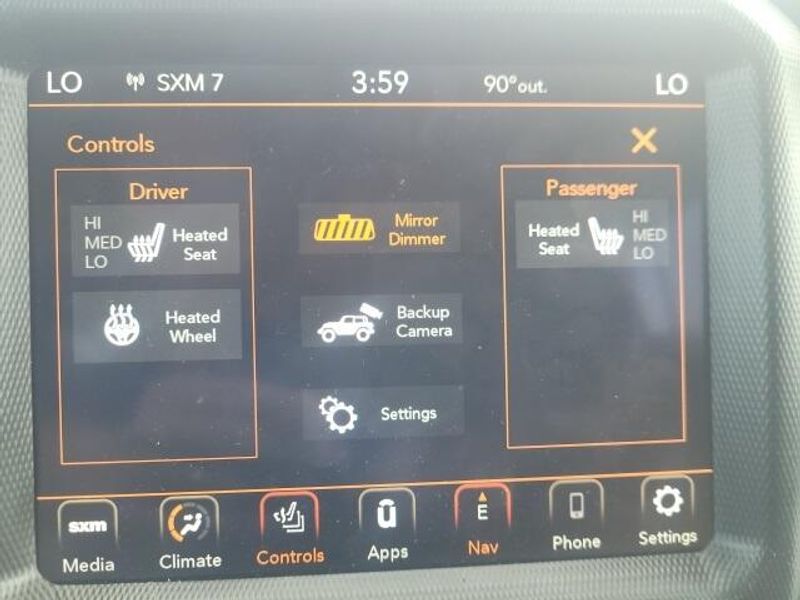 LO SXM 7 3:59 90°out. LO
Controls X
Driver
HI
MED
LO
Heated
Seat
Heated
Wheel
Mirror
Dimmer
Backup
Camera
Settings
Passenger
Heated
Seat
HI
MED
LO
sxm
Media
Climate
Controls
Apps
E
Nav
Phone
Settings